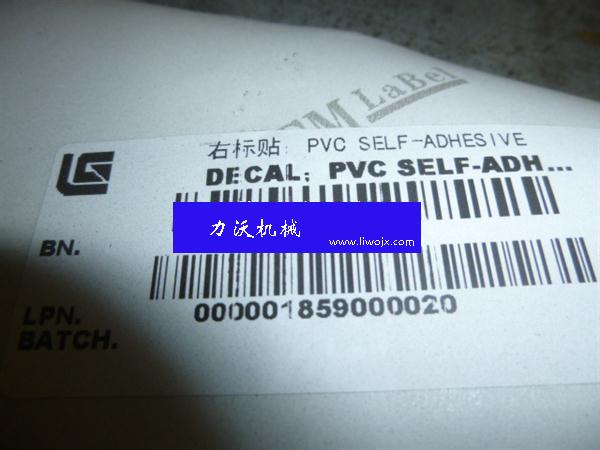 LaBel
右标贴: PVC SELF-ADHESIVE
DECAL; PVC SELF-ADH...
力沃机械
www.liwojx.com
BN.
000001859000020
LPN.
BATCH.